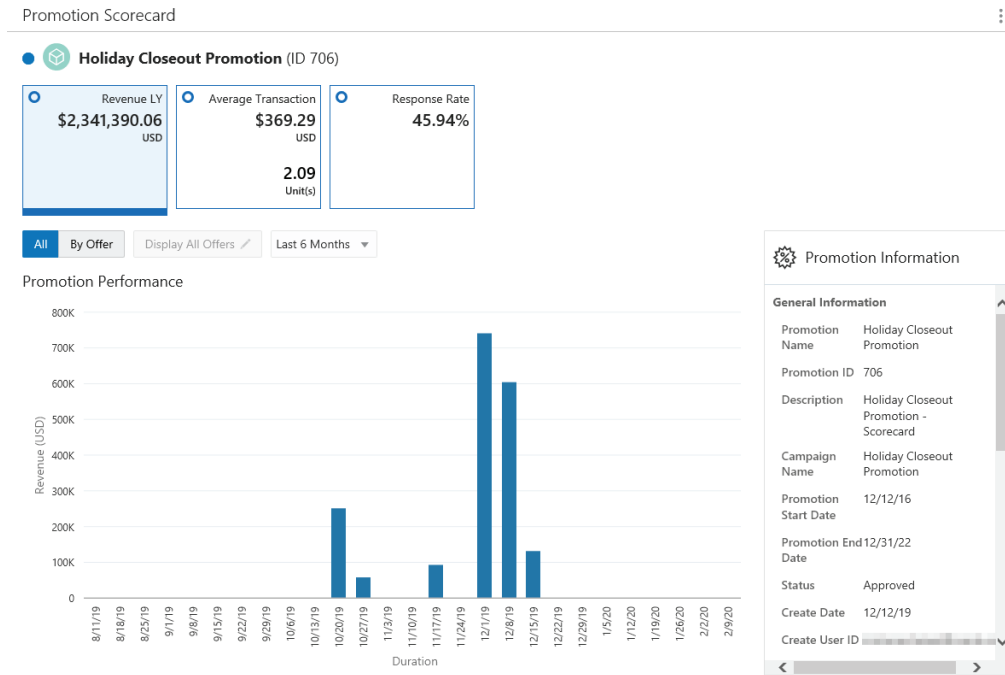 Promotion Scorecard
Holiday Closeout Promotion (ID 706)
Revenue LY
$2,341,390.06
USD
Average Transaction
$369.29
USD
2.09
Unit(s)
Response Rate
45.94%
All
By Offer
Display All Offers
Last 6 Months
Promotion Performance
800K
700K
600K
500K
400K
300K
200K
100K
0
Revenue (USD)
8/11/19
8/18/19
8/25/19
9/1/19
9/8/19
9/15/19
9/22/19
9/29/19
10/6/19
10/13/19
10/20/19
10/27/19
11/3/19
11/10/19
11/17/19
11/24/19
12/1/19
12/8/19
12/15/19
12/22/19
12/29/19
1/5/20
1/12/20
1/19/20
1/26/20
2/2/20
2/9/20
Duration
Promotion Information
General Information
Promotion Name
Holiday Closeout
Promotion
Promotion ID 706
Description
Holiday Closeout
Promotion -
Scorecard
Campaign Name
Holiday Closeout
Promotion
Promotion Start Date
12/12/16
Promotion End Date
12/31/22
Status
Approved
Create Date
12/12/19
Create User ID